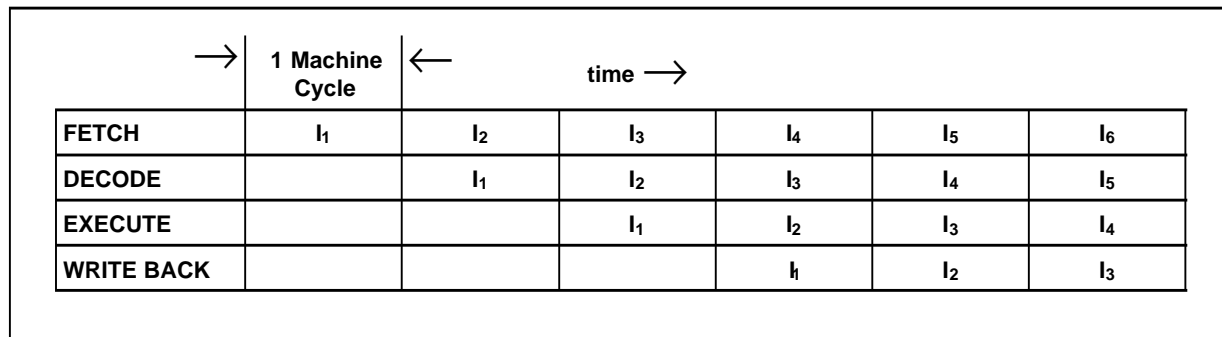 → 1 Machine Cycle ← time →
FETCH I₁ I₂ I₃ I₄ I₅ I₆
DECODE I₁ I₂ I₃ I₄ I₅
EXECUTE I₁ I₂ I₃ I₄
WRITE BACK I₁ I₂ I₃